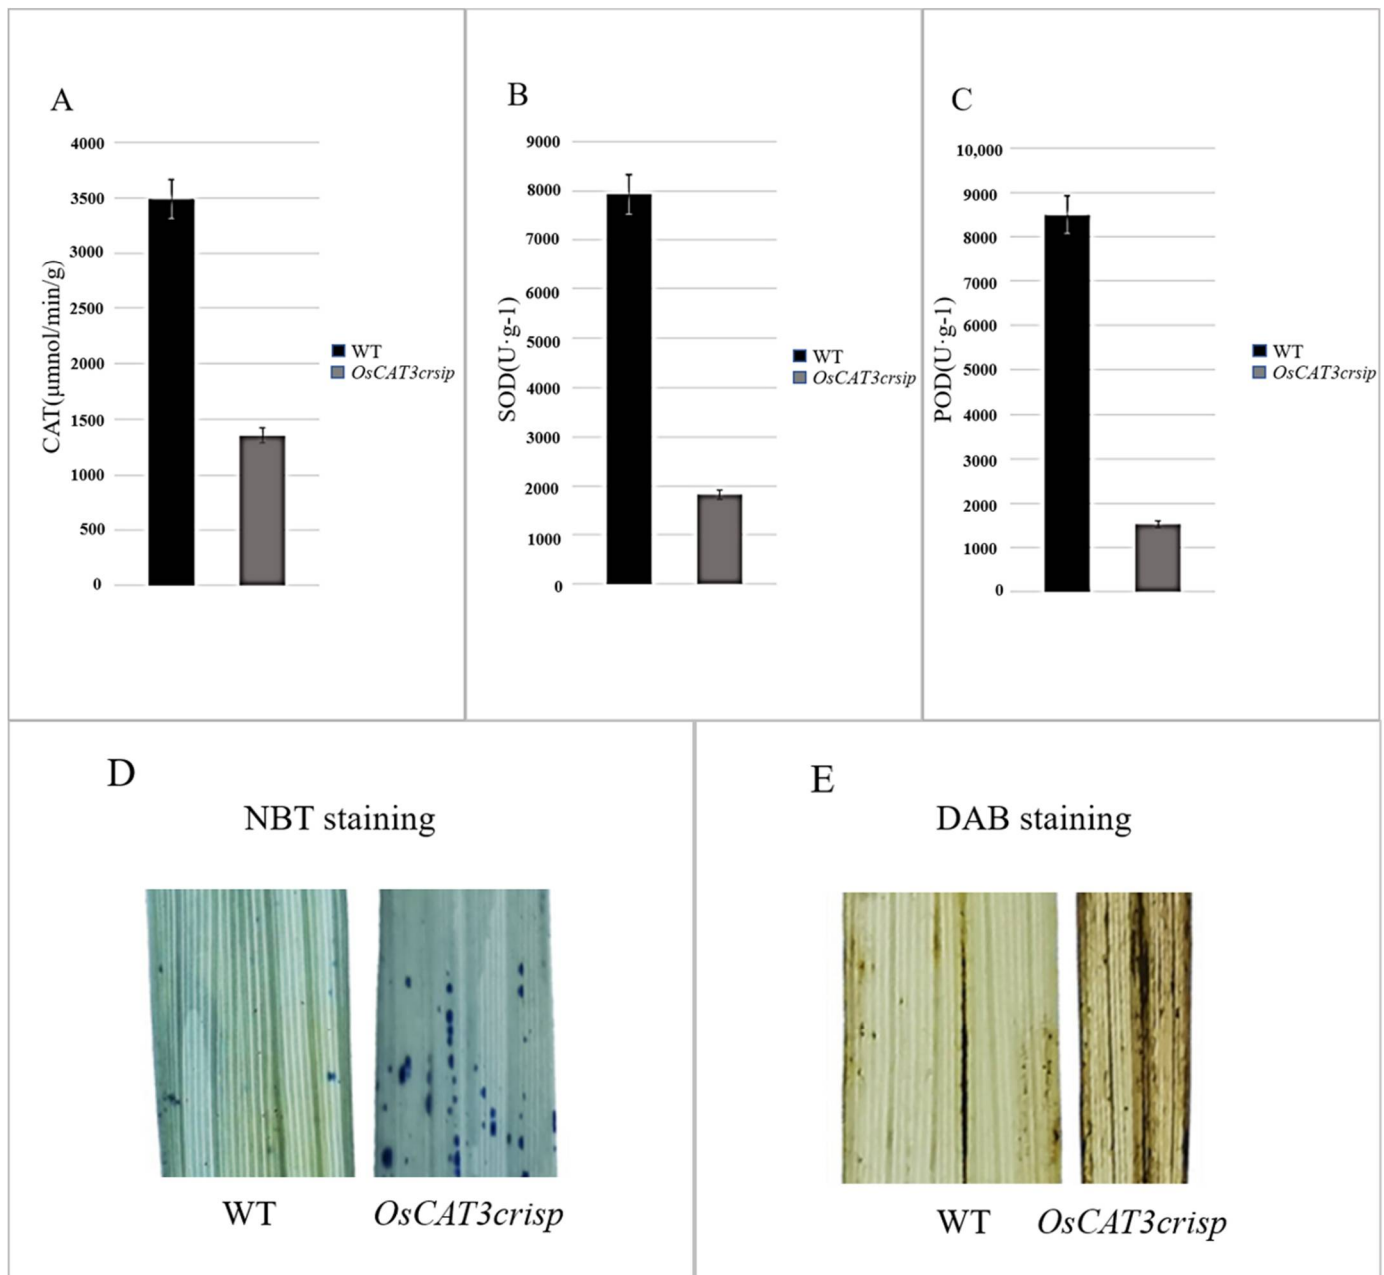 A
4000
3500
3000
2500
2000
1500
1000
500
0
CAT(μmnol/min/g)
WT
OsCAT3crsip
B
9000
8000
7000
6000
5000
4000
3000
2000
1000
0
SOD(U·g-1)
WT
OsCAT3crsip
C
10,000
9000
8000
7000
6000
5000
4000
3000
2000
1000
0
POD(U·g-1)
WT
OsCAT3crsip
D
NBT staining
WT
OsCAT3crisp
E
DAB staining
WT
OsCAT3crisp